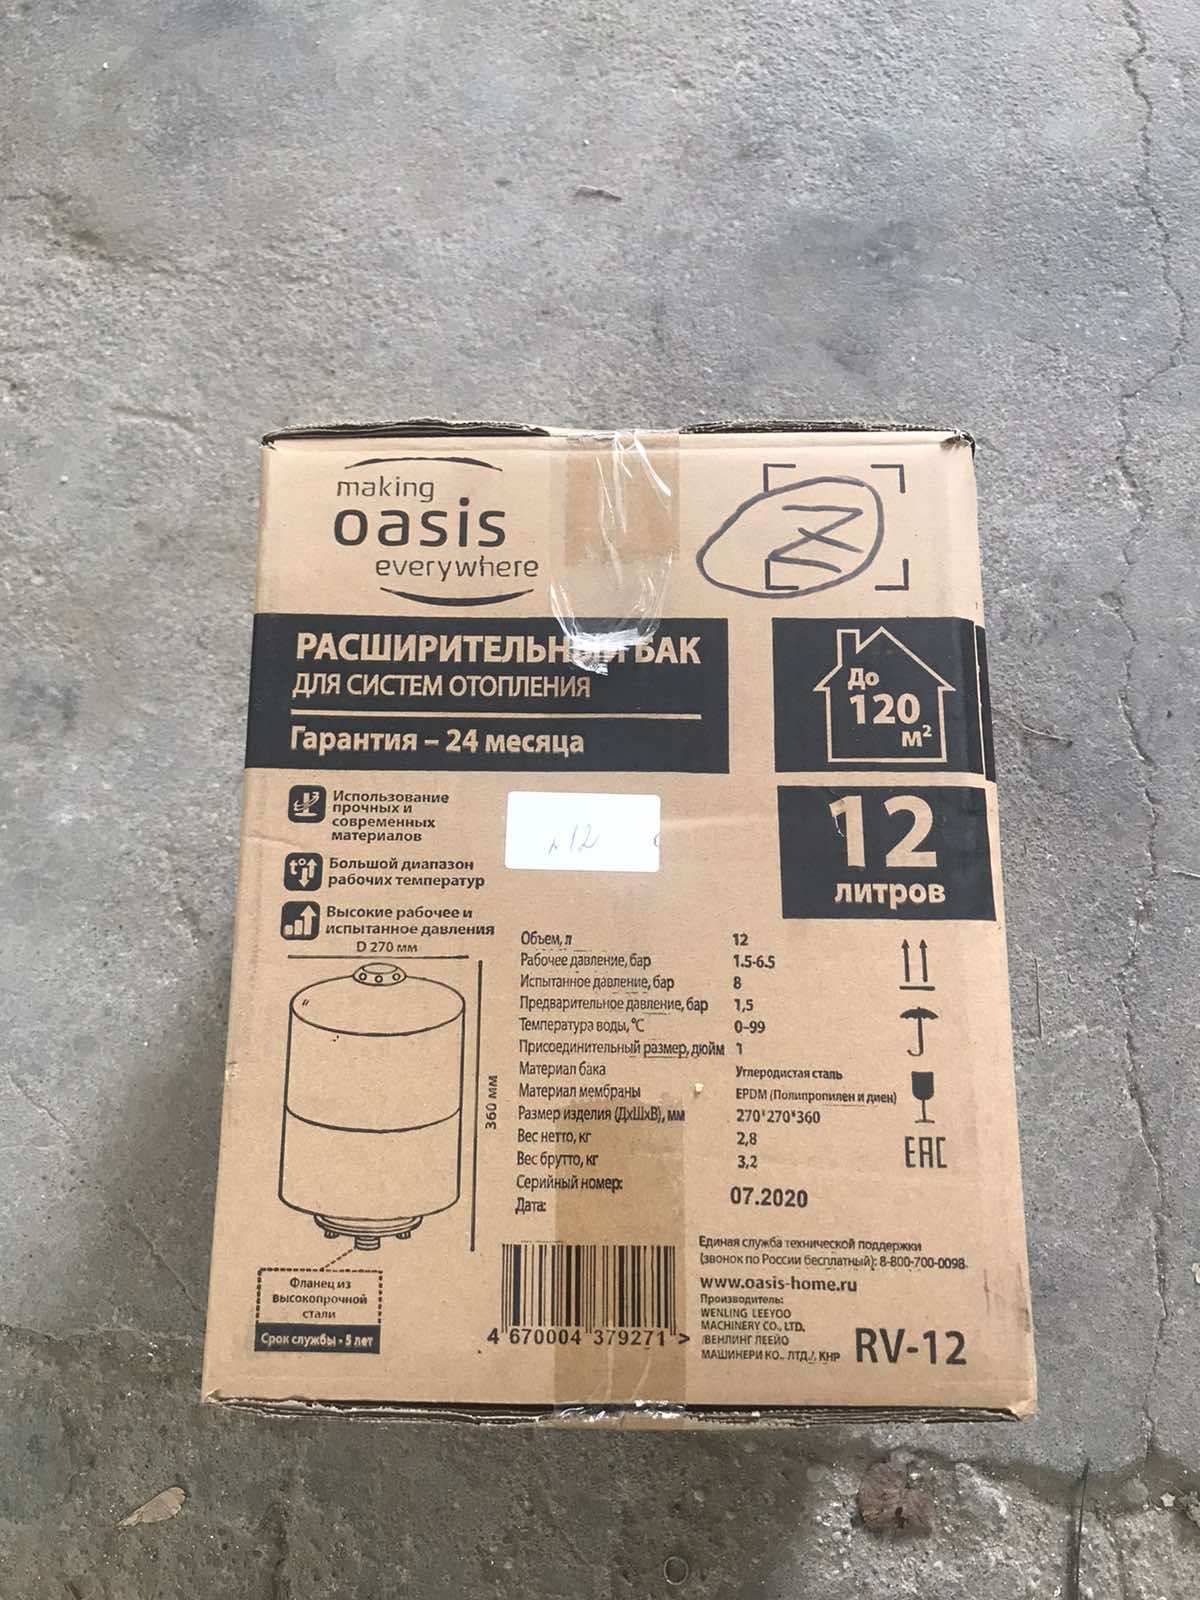 making
oasis
everywhere
РАСШИРИТЕЛЬНЫЙ БАК
ДЛЯ СИСТЕМ ОТОПЛЕНИЯ
Гарантия – 24 месяца
До
120
м²
12
литров
Использование
прочных и
современных
материалов
Большой диапазон
рабочих температур
Высокие рабочее и
испытанное давления
D 270 мм
360 мм
12
Объем, л 12
Рабочее давление, бар 1.5-6.5
Испытанное давление, бар 8
Предварительное давление, бар 1,5
Температура воды, °C 0–99
Присоединительный размер, дюйм 1
Материал бака Углеродистая сталь
Материал мембраны EPDM (Полипропилен и диен)
Размер изделия (ДхШхВ), мм 270*270*360
Вес нетто, кг 2,8
Вес брутто, кг 3,2
Серийный номер:
Дата: 07.2020
EAC
Фланец из
высокопрочной
стали
Срок службы - 5 лет
4 670004 379271 >
Единая служба технической поддержки
(звонок по России бесплатный): 8-800-700-0098
www.oasis-home.ru
Производитель:
WENLING LEEYOO
MACHINERY CO., LTD.
/ВЕНЛИНГ ЛЕЕЙО
МАШИНЕРИ КО., ЛТД./, КНР
RV-12